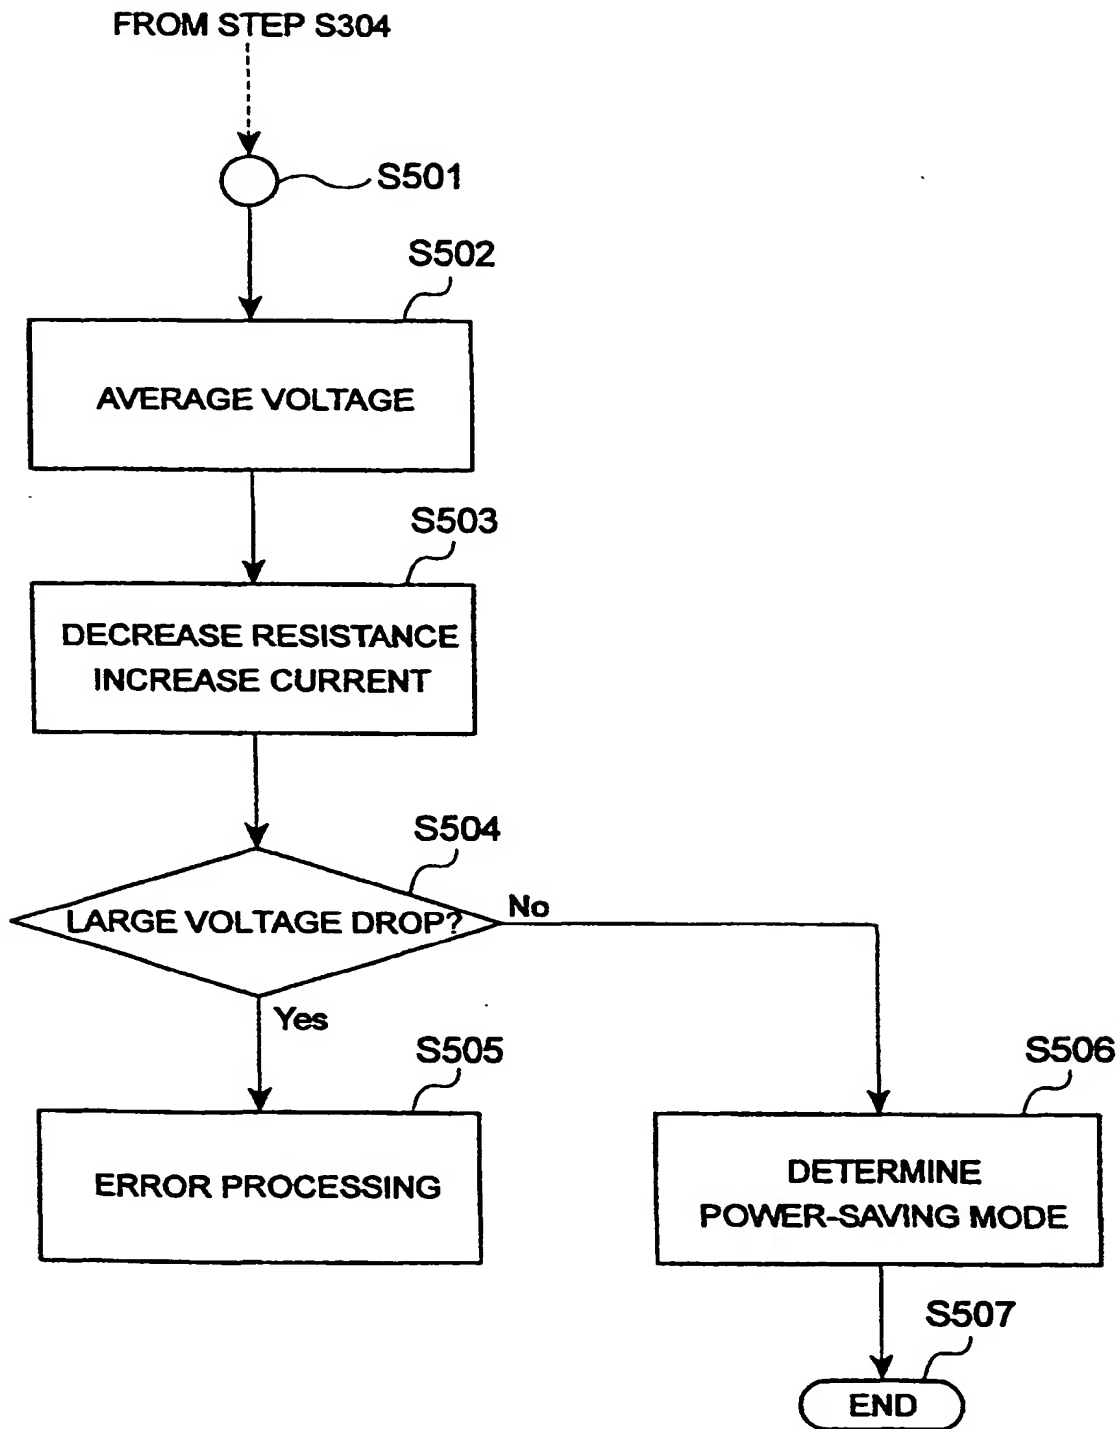 FROM STEP S304
S501
S502
AVERAGE VOLTAGE
S503
DECREASE RESISTANCE
INCREASE CURRENT
S504
LARGE VOLTAGE DROP?
No
Yes
S505
ERROR PROCESSING
S506
DETERMINE
POWER-SAVING MODE
S507
END